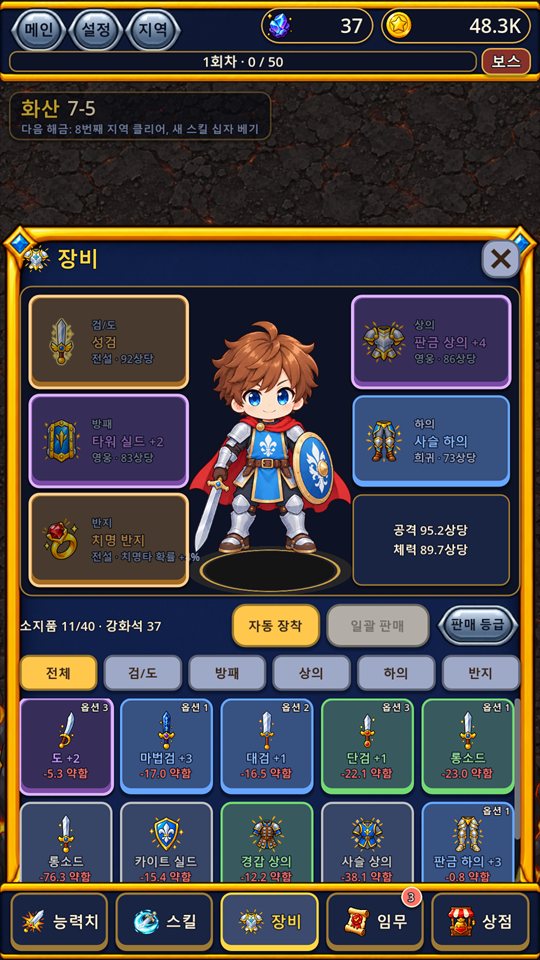 메인 설정 지역 37 48.3K
1회차 · 0 / 50 보스
화산 7-5
다음 해금: 8번째 지역 클리어, 새 스킬 십자 베기
장비
검/도
성검
전설 · 92상당
상의
판금 상의 +4
영웅 · 86상당
방패
타워 실드 +2
영웅 · 83상당
하의
사슬 하의
희귀 · 73상당
반지
치명 반지
전설 · 치명타 확률
공격 95.2상당
체력 89.7상당
소지품 11/40 · 강화석 37
자동 장착 일괄 판매 판매 등급
전체 검/도 방패 상의 하의 반지
옵션 3 옵션 1 옵션 2 옵션 3 옵션 1
도 +2 마법검 +3 대검 +1 단검 +1 롱소드
-5.3 약함 -17.0 약함 -16.5 약함 -22.1 약함 -23.0 약함
옵션 1
롱소드 카이트 실드 경갑 상의 사슬 상의 판금 하의 +3
-76.3 약함 -15.4 약함 -12.2 약함 -38.1 약함 -0.8 약함
능력치 스킬 장비 임무 3 상점